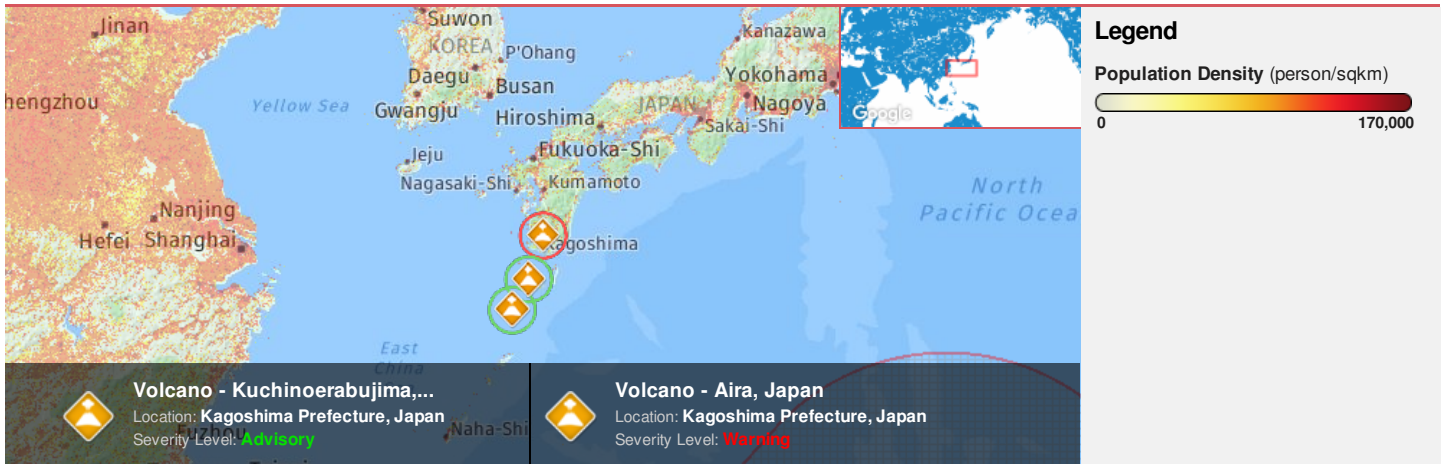 Jinan
Suwon
KOREA
P'Ohang
Kanazawa
Daegu
Yokohama
hengzhou
Busan
JAPAN
Nagoya
Yellow Sea
Gwangju
Hiroshima
Sakai-Shi
Google
Jeju
Fukuoka-Shi
Nagasaki-Shi
Kumamoto
North
Pacific Ocea
Nanjing
Hefei
Shanghai
Kagoshima
East
China
Naha-Shi
Fuzhou
Volcano - Kuchinoerabujima,...
Location: Kagoshima Prefecture, Japan
Severity Level: Advisory
Volcano - Aira, Japan
Location: Kagoshima Prefecture, Japan
Severity Level: Warning
Legend
Population Density (person/sqkm)
0
170,000